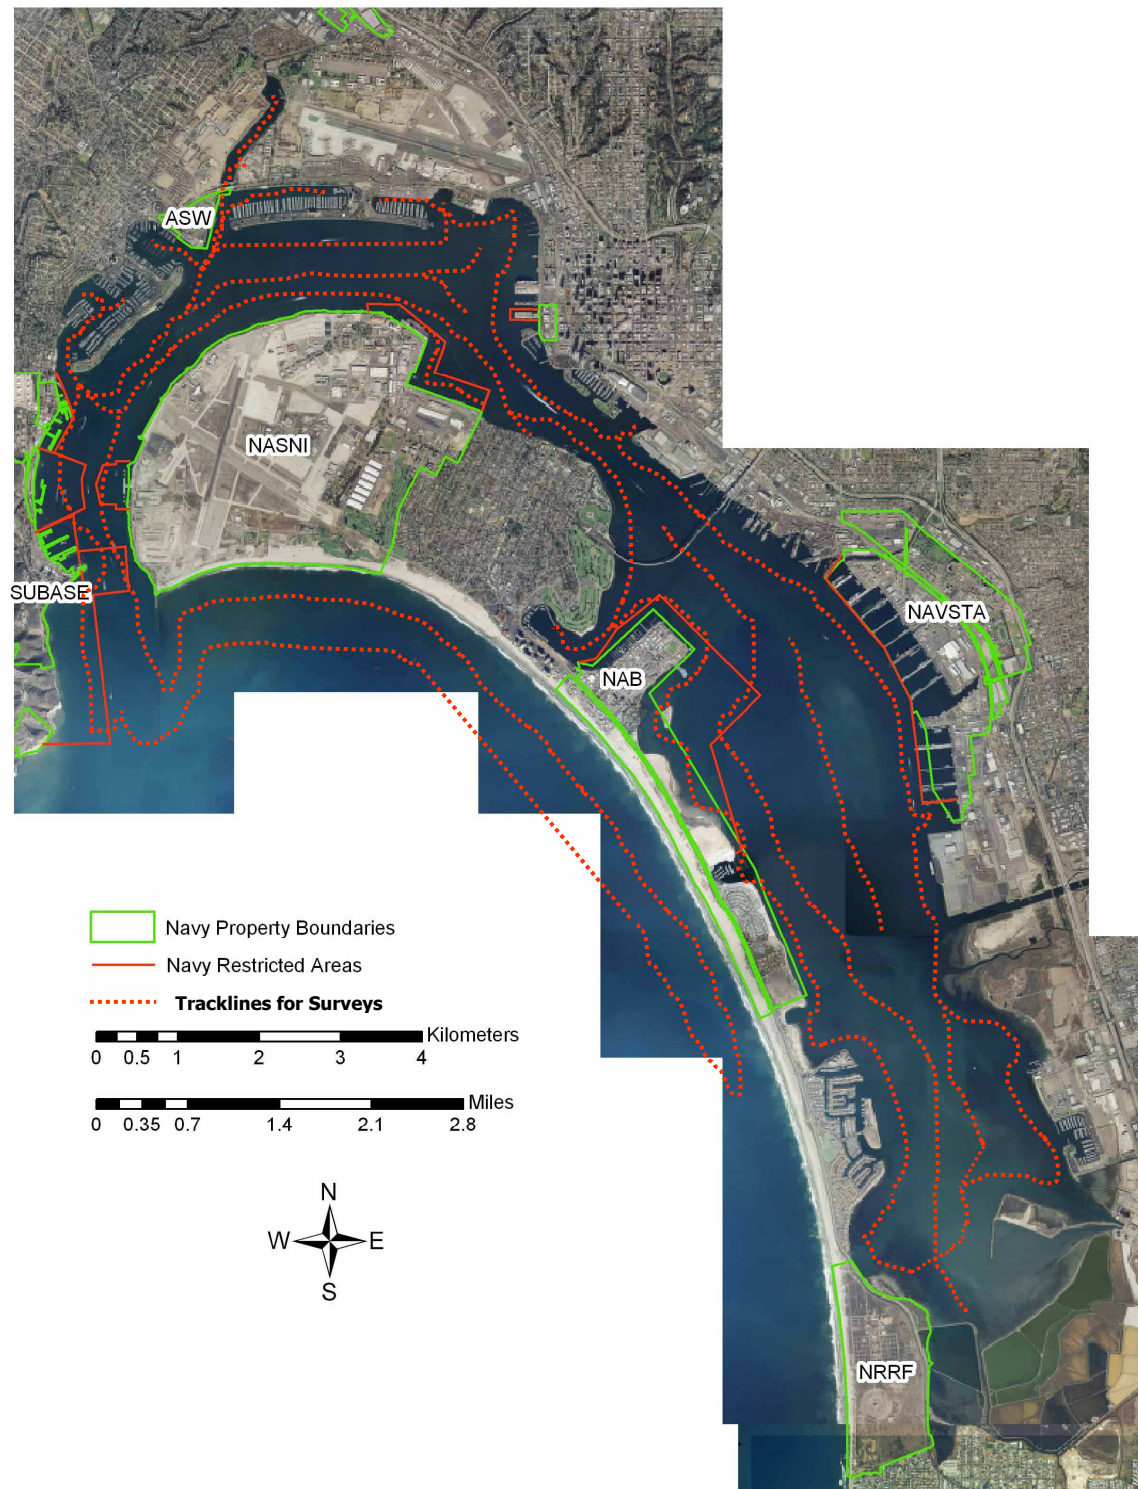 ASW
NASNI
SUBASE
NAVSTA
NAB
Navy Property Boundaries
Navy Restricted Areas
Tracklines for Surveys
Kilometers
0 0.5 1 2 3 4
Miles
0 0.35 0.7 1.4 2.1 2.8
N
W E
S
NRRF